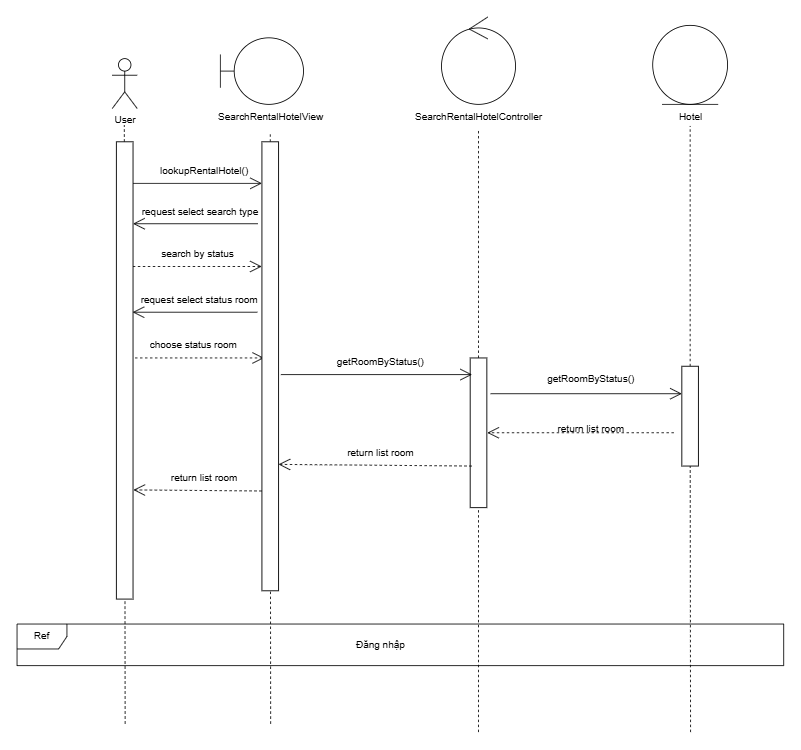 User
SearchRentalHotelView
SearchRentalHotelController
Hotel
lookupRentalHotel()
request select search type
search by status
request select status room
choose status room
getRoomByStatus()
getRoomByStatus()
return list room
return list room
return list room
Ref
Đăng nhập